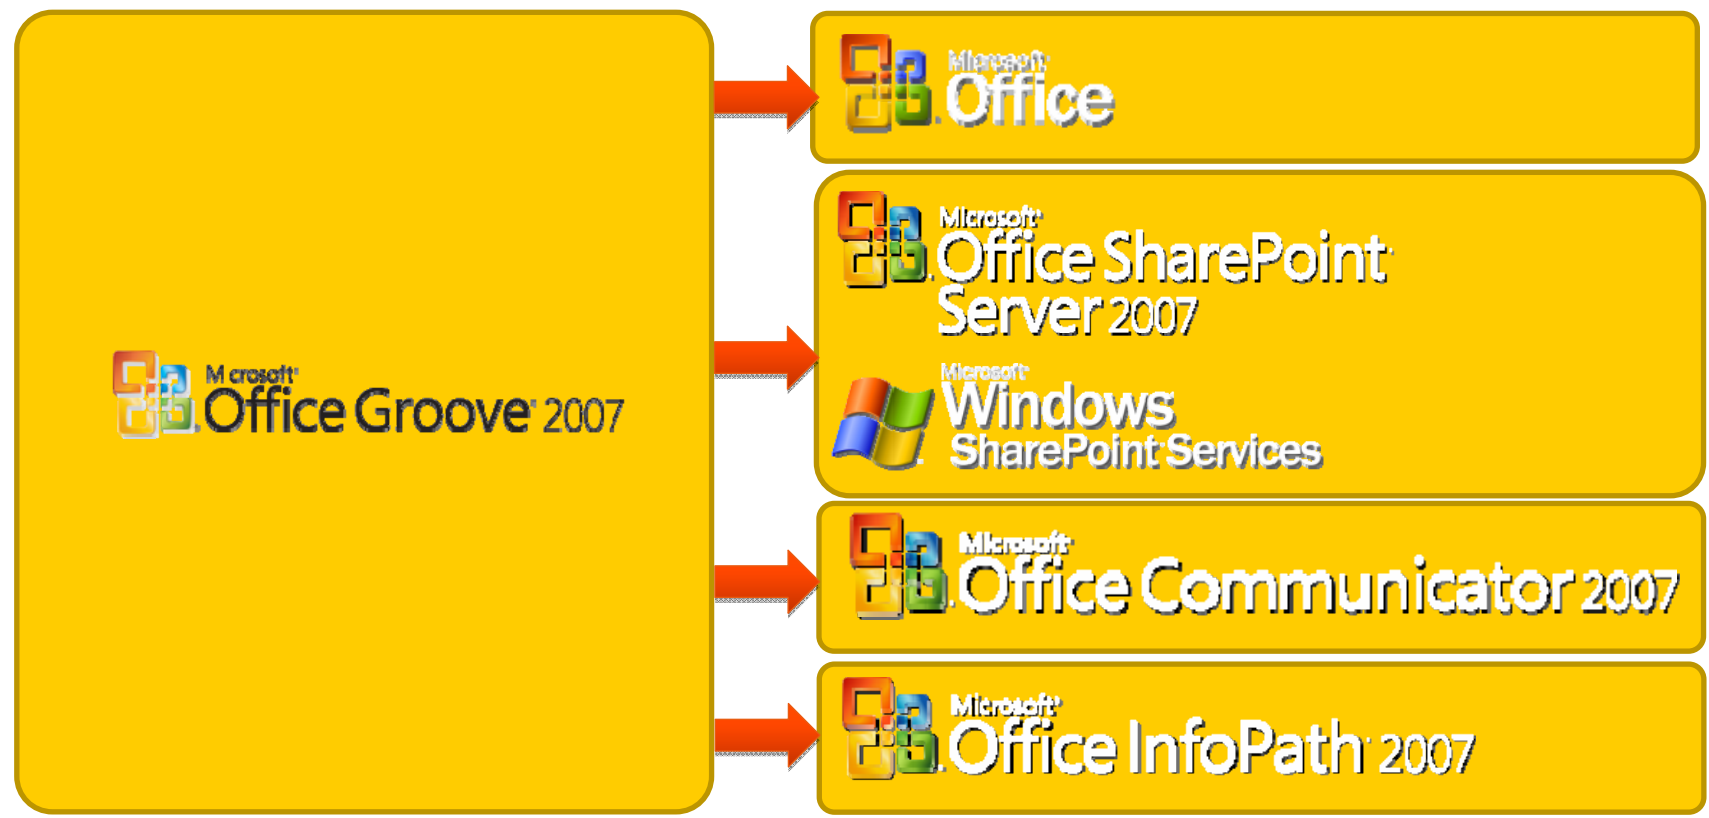 Microsoft
Office Groove 2007
Microsoft
Office
Microsoft
Office SharePoint
Server 2007
Microsoft
Windows
SharePoint Services
Microsoft
Office Communicator 2007
Microsoft
Office InfoPath 2007